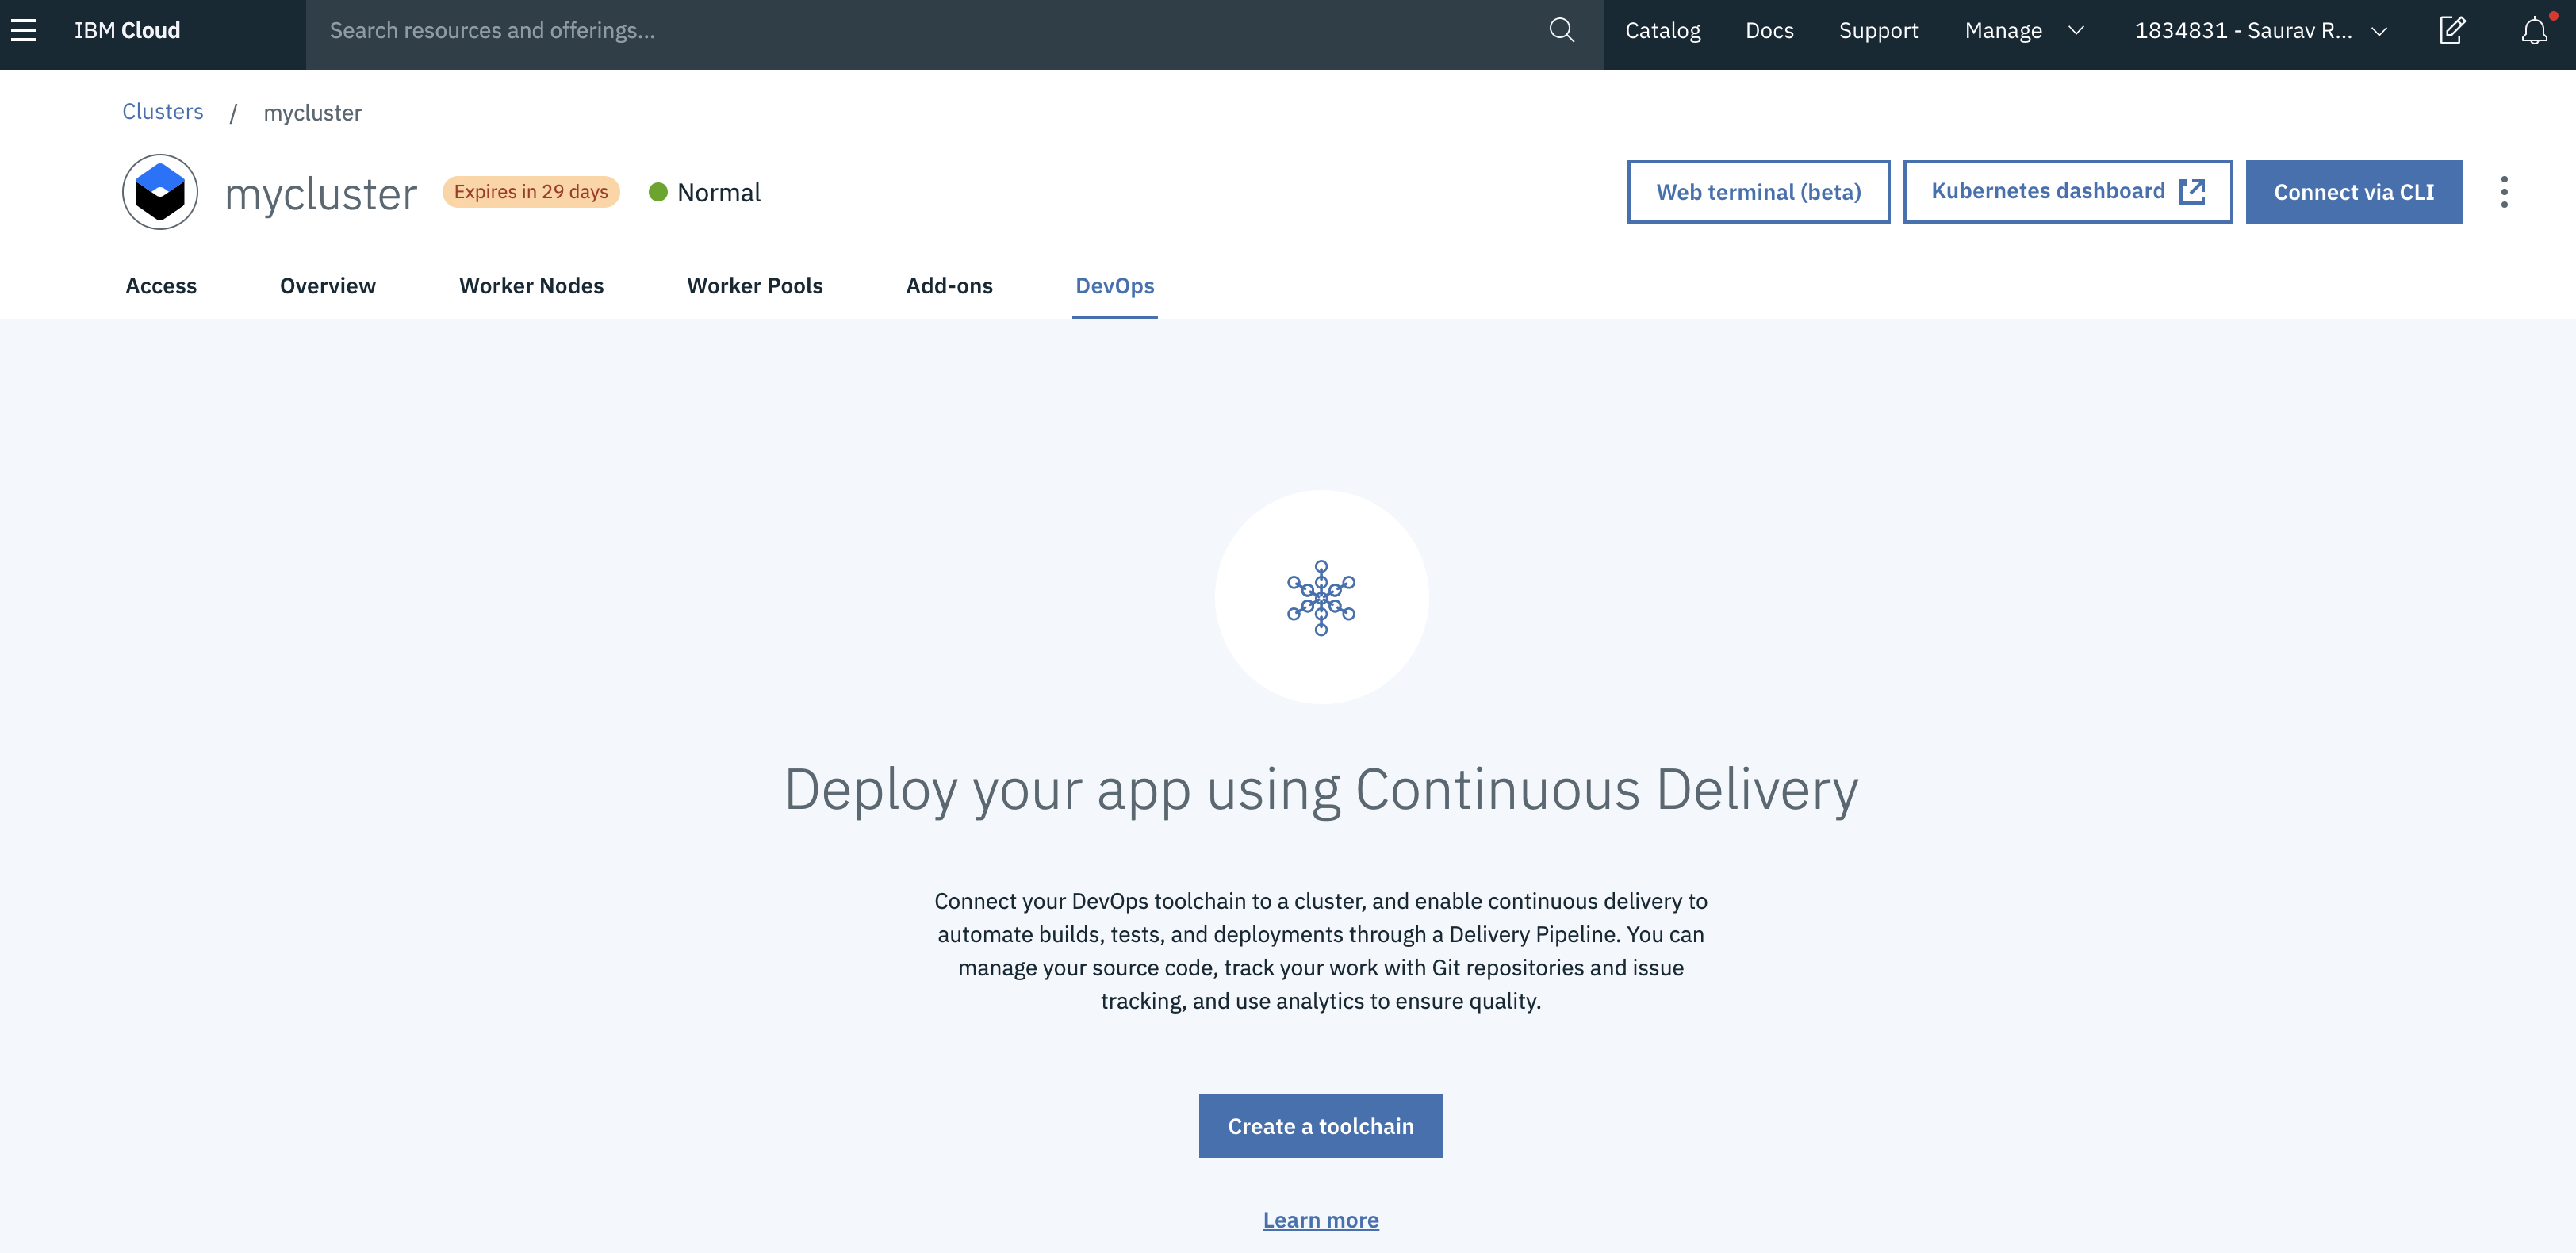 IBM Cloud
Search resources and offerings...
Catalog
Docs
Support
Manage
1834831 - Saurav R...
Clusters / mycluster
mycluster
Expires in 29 days
Normal
Web terminal (beta)
Kubernetes dashboard
Connect via CLI
Access
Overview
Worker Nodes
Worker Pools
Add-ons
DevOps
Deploy your app using Continuous Delivery
Connect your DevOps toolchain to a cluster, and enable continuous delivery to
automate builds, tests, and deployments through a Delivery Pipeline. You can
manage your source code, track your work with Git repositories and issue
tracking, and use analytics to ensure quality.
Create a toolchain
Learn more